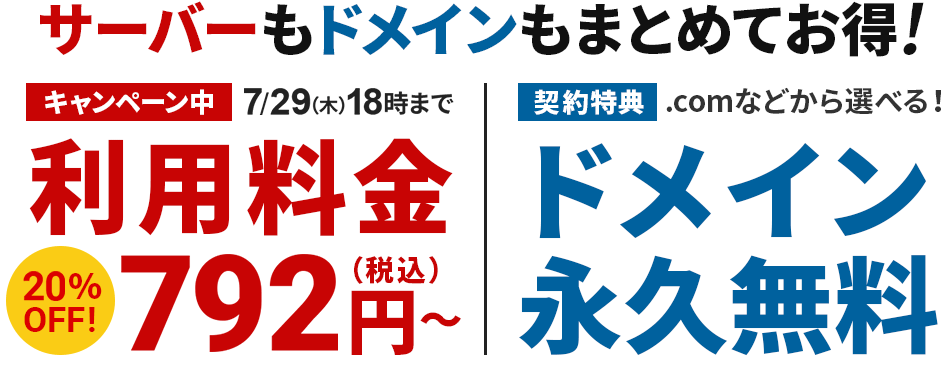 サーバーもドメインもまとめてお得！
キャンペーン中 7/29(木)18時まで
利用料金
20%
OFF!
792円～
(税込)
契約特典 .comなどから選べる！
ドメイン
永久無料